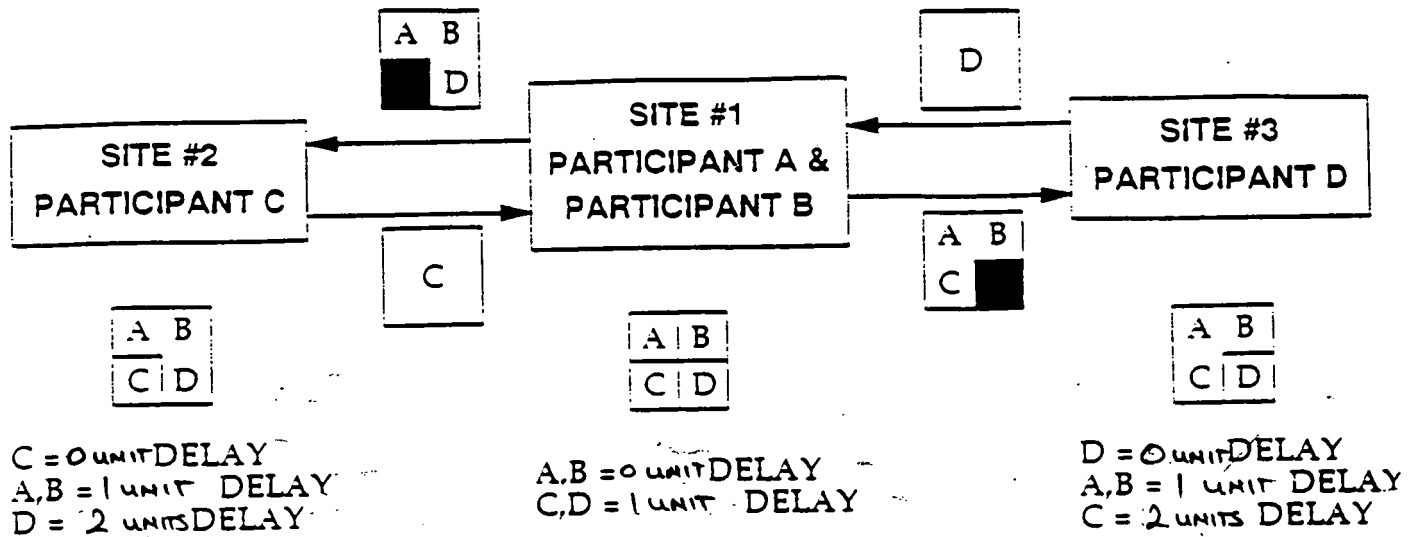 A B
D
D
SITE #2
PARTICIPANT C
SITE #1
PARTICIPANT A &
PARTICIPANT B
SITE #3
PARTICIPANT D
C
A B
C
A B
C D
A B
C D
A B
C D
C = 0 UNIT DELAY
A,B = 1 UNIT DELAY
D = 2 UNITS DELAY
A,B = 0 UNIT DELAY
C,D = 1 UNIT DELAY
D = 0 UNIT DELAY
A,B = 1 UNIT DELAY
C = 2 UNITS DELAY